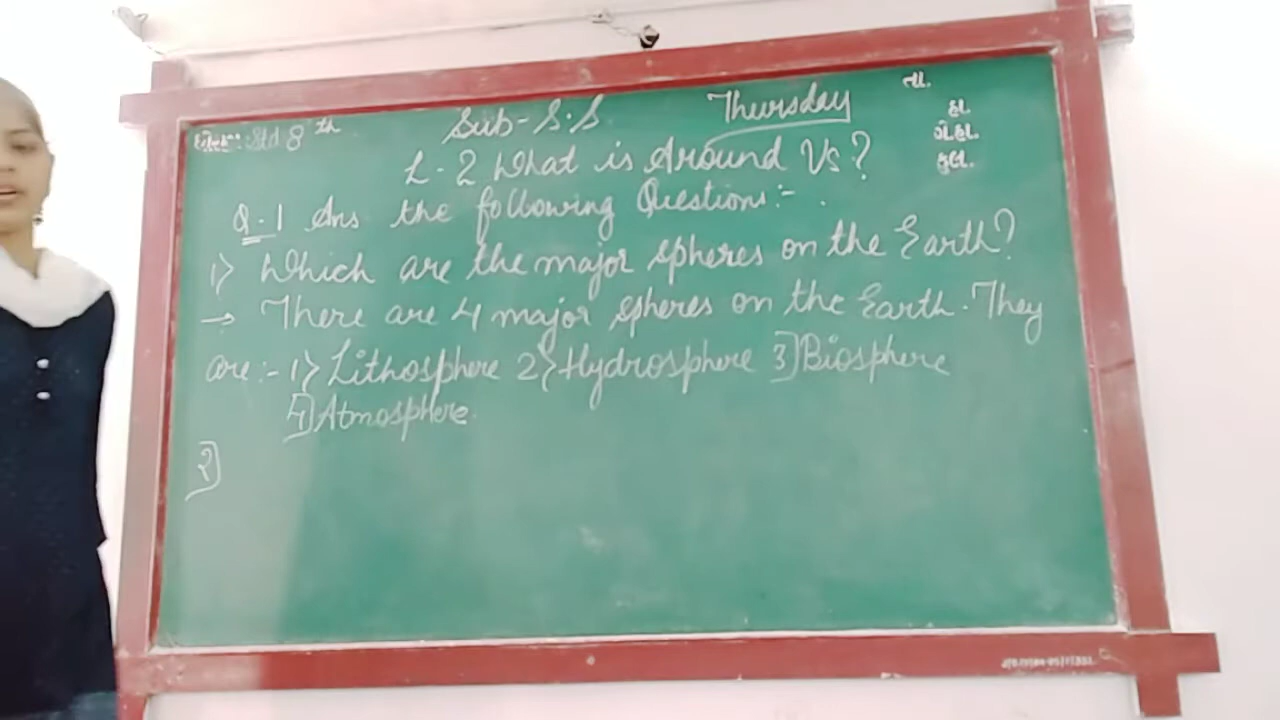 Std 8th Sub- S.S Thursday તા.
હા.
ગે.હા.
કુલ.
L-2 What is Around Us?
Q.1 Ans the following Questions:-
1) Which are the major spheres on the Earth?
→ There are 4 major spheres on the Earth. They
are:- 1) Lithosphere 2) Hydrosphere 3) Biosphere
4) Atmosphere.
2)